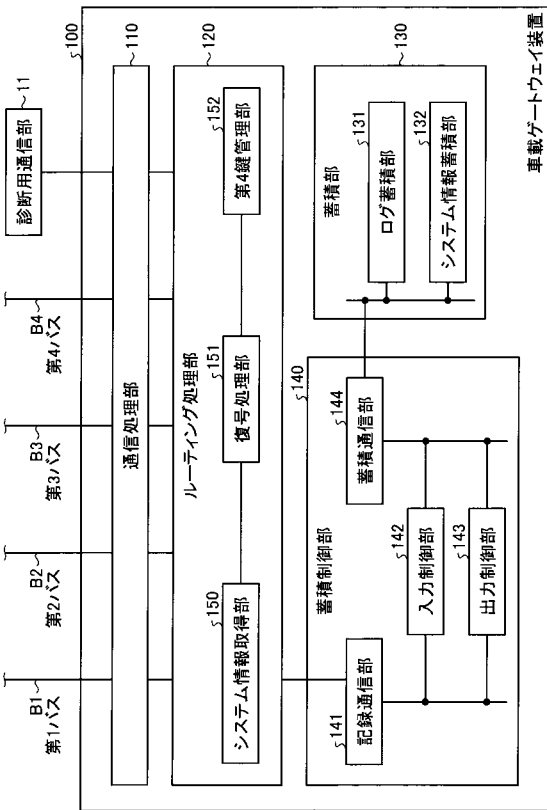 診断用通信部
11
B4
第4バス
B3
第3バス
B2
第2バス
B1
第1バス
100
通信処理部
110
ルーティング処理部
120
システム情報取得部
150
復号処理部
151
第4鍵管理部
152
蓄積制御部
140
記録通信部
141
入力制御部
142
出力制御部
143
蓄積通信部
144
蓄積部
130
ログ蓄積部
131
システム情報蓄積部
132
車載ゲートウェイ装置